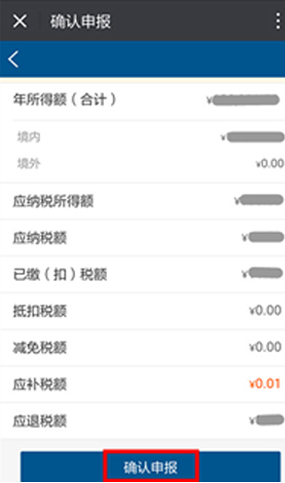 确认申报
年所得额（合计） ¥
境内 ¥
境外 ¥0.00
应纳税所得额 ¥
应纳税额 ¥
已缴（扣）税额 ¥
抵扣税额 ¥0.00
减免税额 ¥0.00
应补税额 ¥0.01
应退税额 ¥
确认申报